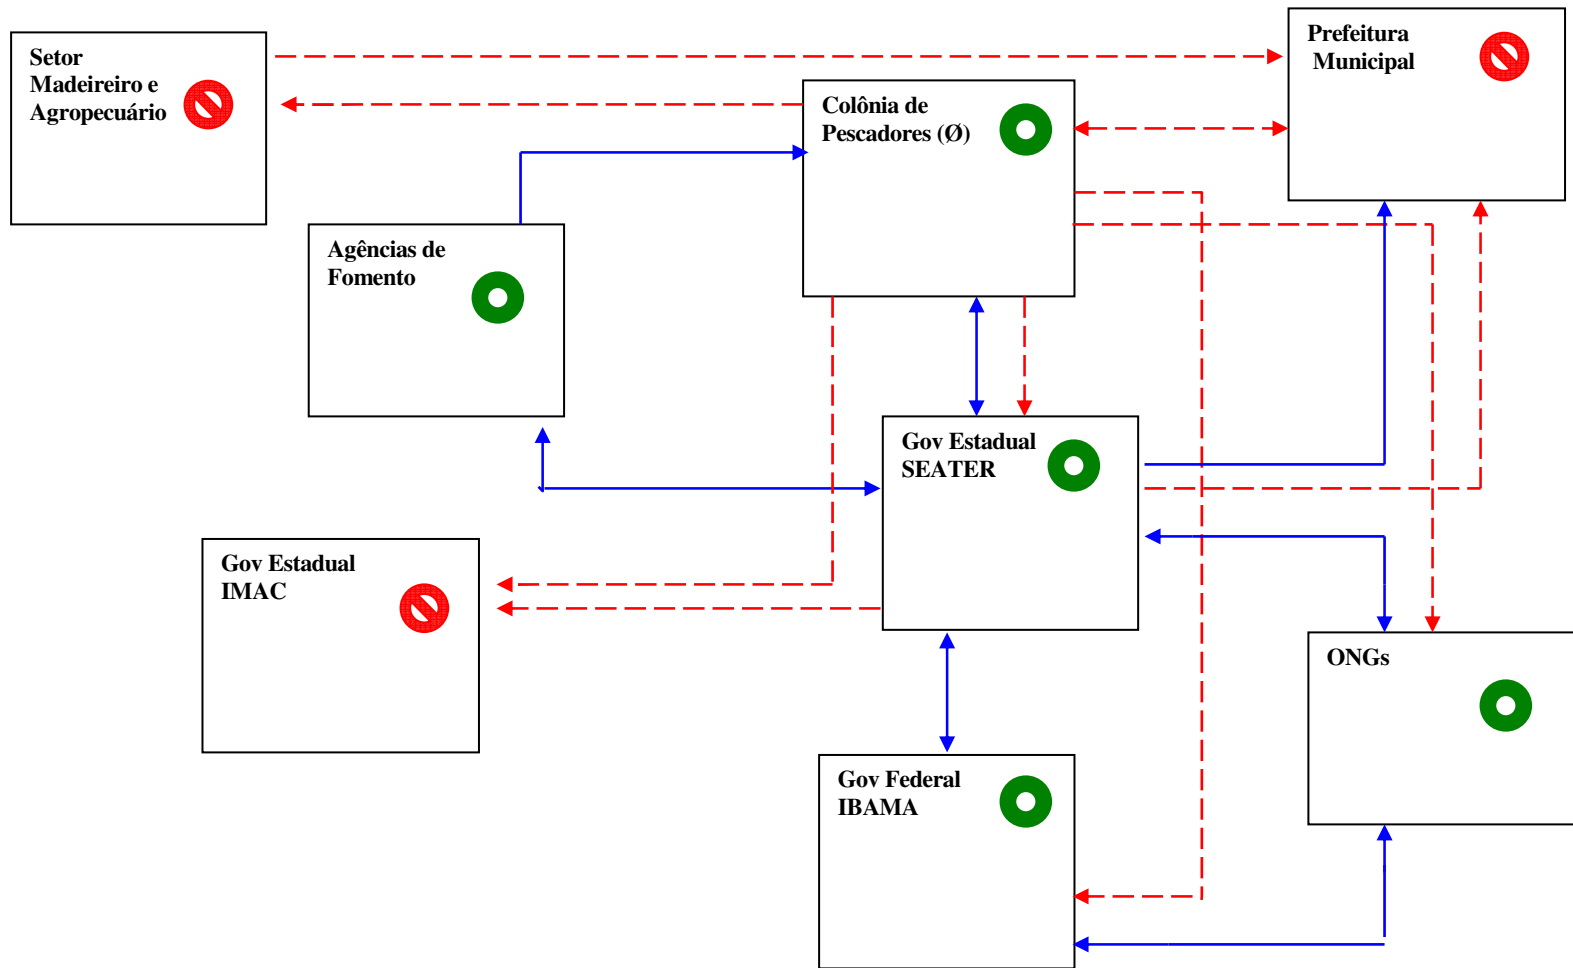 Setor
Madeireiro e
Agropecuário
Prefeitura
Municipal
Colônia de
Pescadores (Ø)
Agências de
Fomento
Gov Estadual
SEATER
Gov Estadual
IMAC
ONGs
Gov Federal
IBAMA